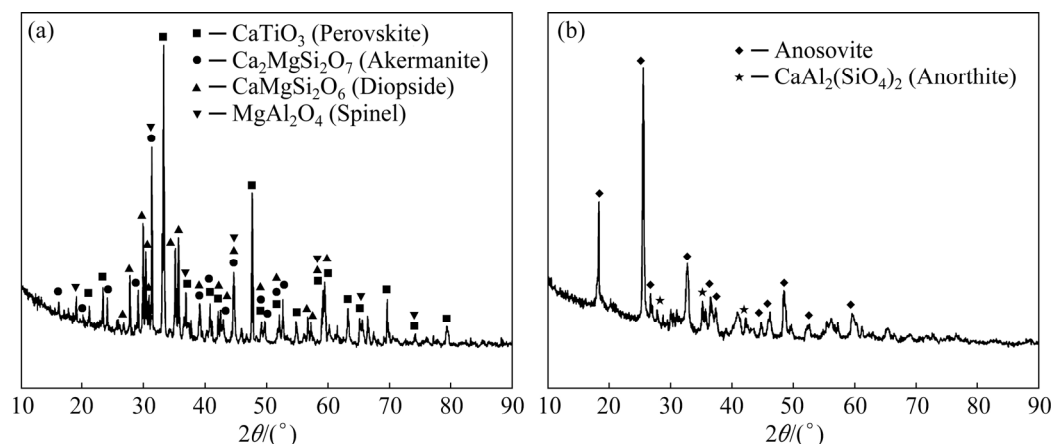 (a)
■ — CaTiO₃ (Perovskite)
● — Ca₂MgSi₂O₇ (Akermanite)
▲ — CaMgSi₂O₆ (Diopside)
▼ — MgAl₂O₄ (Spinel)
10 20 30 40 50 60 70 80 90
2θ/(°)
(b)
◆ — Anosovite
★ — CaAl₂(SiO₄)₂ (Anorthite)
10 20 30 40 50 60 70 80 90
2θ/(°)